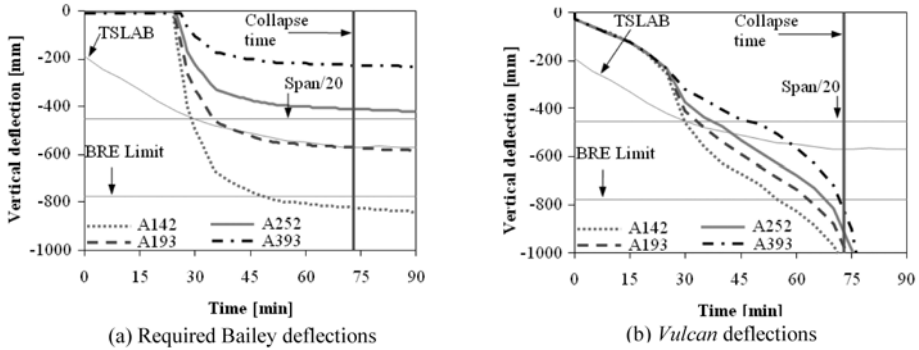 0
-200
-400
-600
-800
-1000
Vertical deflection [mm]
TSLAB
Collapse
time
Span/20
BRE Limit
A142
A252
A193
A393
0
15
30
45
60
75
90
Time [min]
(a) Required Bailey deflections
0
-200
-400
-600
-800
-1000
Vertical deflection [mm]
TSLAB
Collapse
time
Span/20
BRE Limit
A142
A252
A193
A393
0
15
30
45
60
75
90
Time [min]
(b) Vulcan deflections